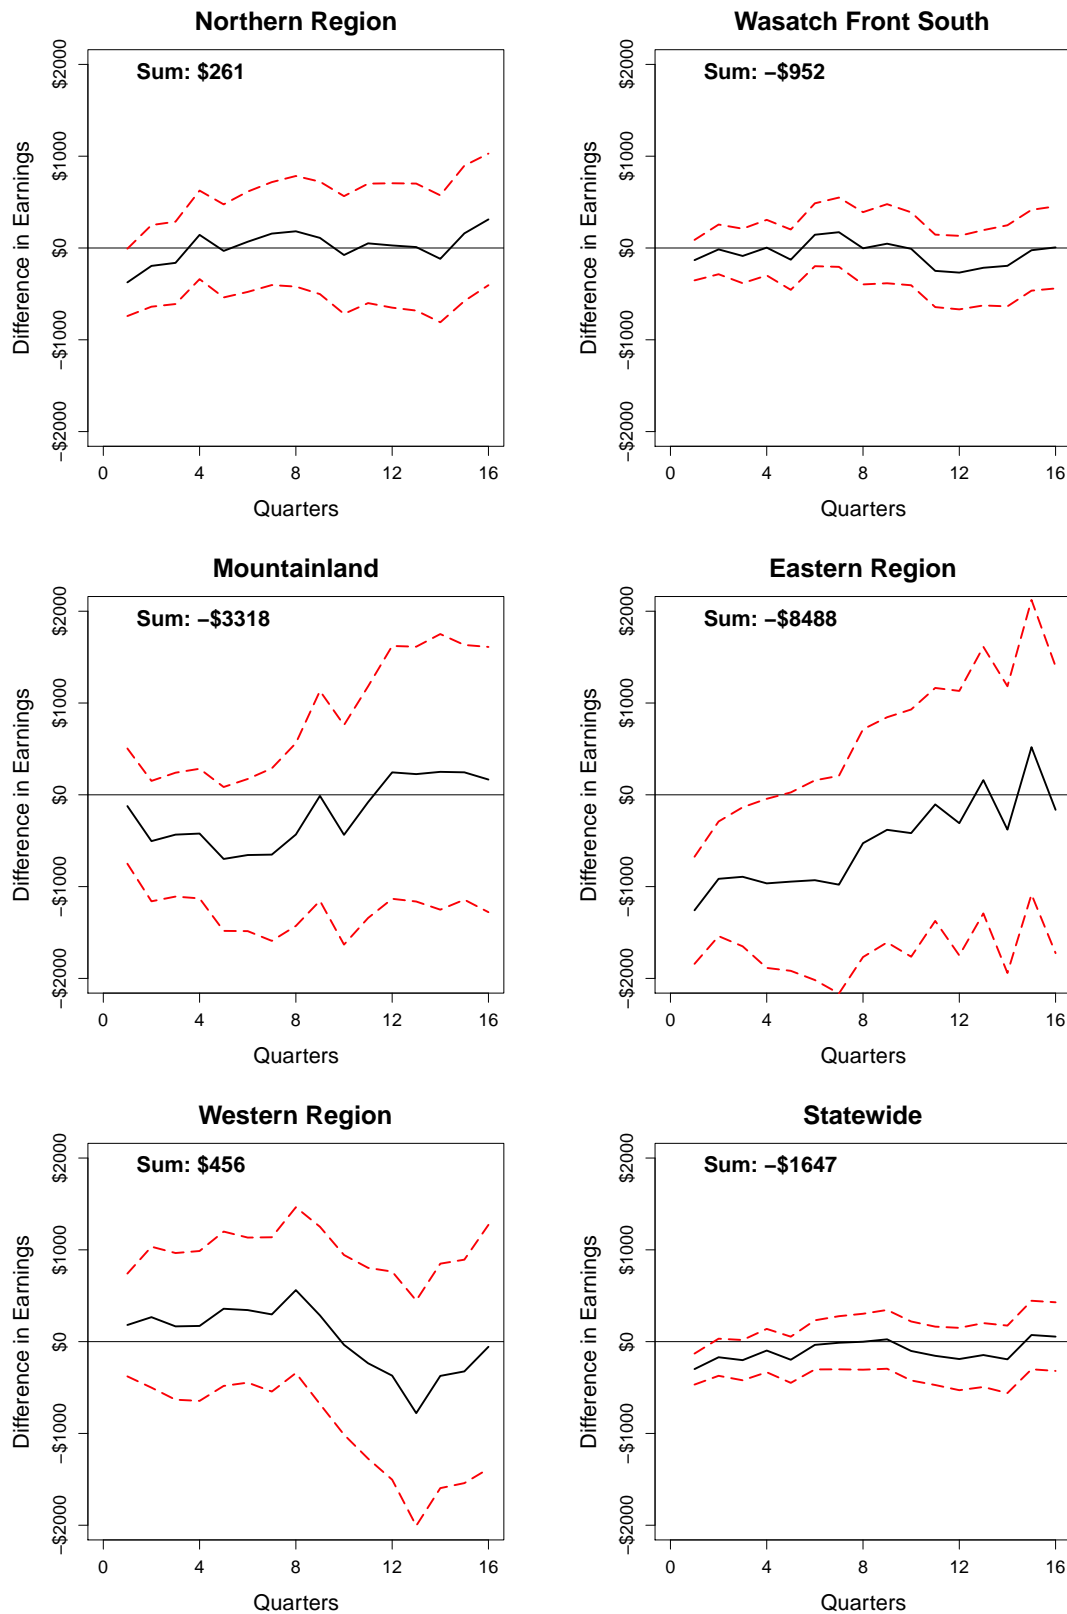 Northern Region
Sum: $261
Difference in Earnings
$2000
$1000
$0
−$1000
−$2000
0 4 8 12 16
Quarters
Wasatch Front South
Sum: −$952
Difference in Earnings
$2000
$1000
$0
−$1000
−$2000
0 4 8 12 16
Quarters
Mountainland
Sum: −$3318
Difference in Earnings
$2000
$1000
$0
−$1000
−$2000
0 4 8 12 16
Quarters
Eastern Region
Sum: −$8488
Difference in Earnings
$2000
$1000
$0
−$1000
−$2000
0 4 8 12 16
Quarters
Western Region
Sum: $456
Difference in Earnings
$2000
$1000
$0
−$1000
−$2000
0 4 8 12 16
Quarters
Statewide
Sum: −$1647
Difference in Earnings
$2000
$1000
$0
−$1000
−$2000
0 4 8 12 16
Quarters